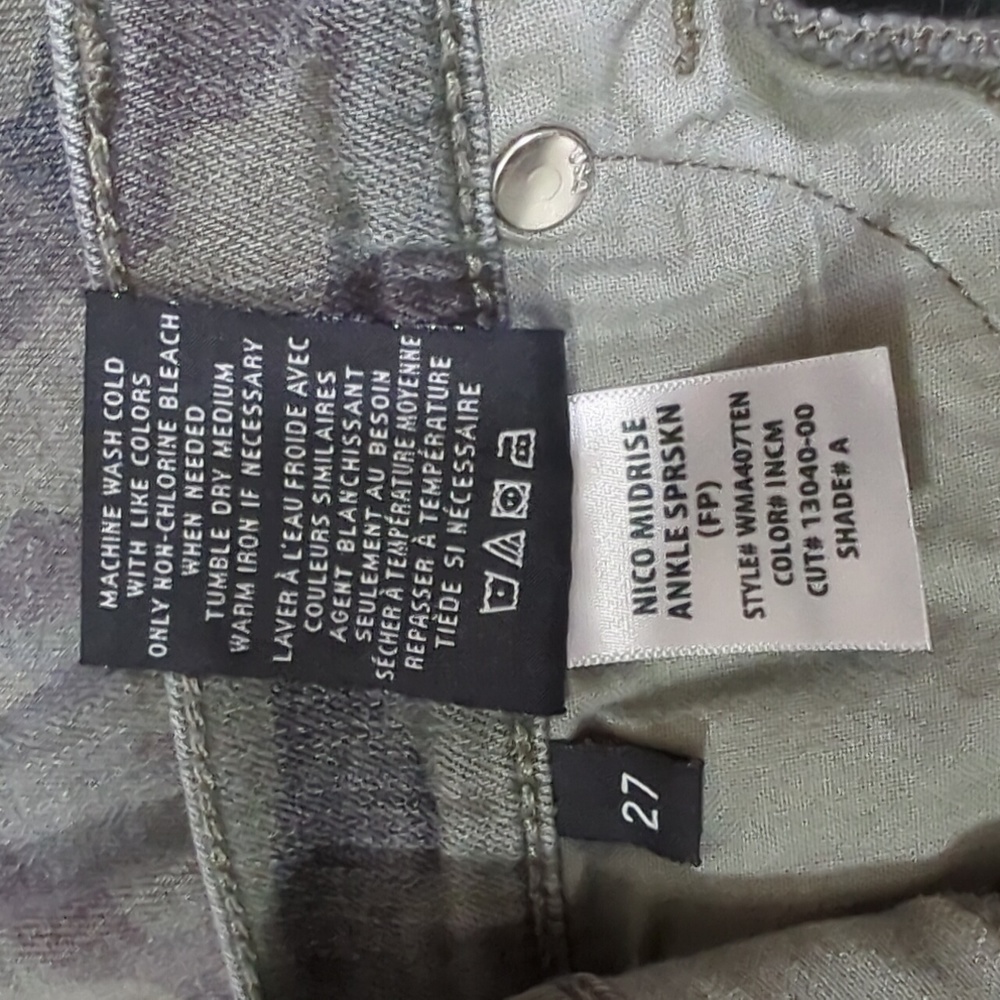 MACHINE WASH COLD
WITH LIKE COLORS
ONLY NON-CHLORINE BLEACH
WHEN NEEDED
TUMBLE DRY MEDIUM
WARM IRON IF NECESSARY
LAVER À L'EAU FROIDE AVEC
COULEURS SIMILAIRES
AGENT BLANCHISSANT
SEULEMENT AU BESOIN
SÉCHER À TEMPÉRATURE MOYENNE
REPASSER À TEMPÉRATURE
TIÈDE SI NÉCESSAIRE
NICO MIDRISE
ANKLE SPRSKN
(FP)
STYLE# WMA407TEN
COLOR# INCM
CUT# 13040-00
SHADE# A
27
USA